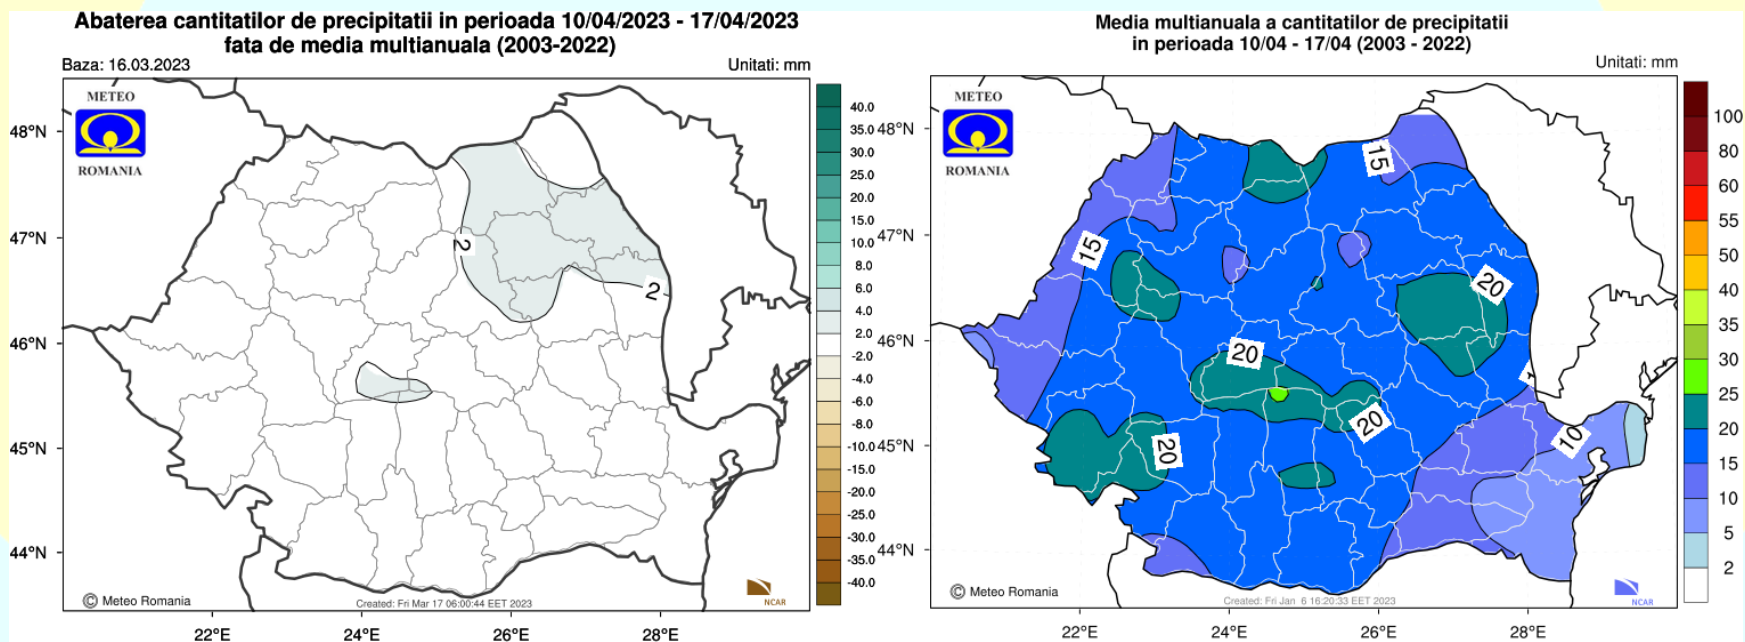 Abaterea cantitatilor de precipitatii in perioada 10/04/2023 - 17/04/2023
fata de media multianuala (2003-2022)
Baza: 16.03.2023
Unitati: mm
METEO
ROMANIA
48°N
47°N
46°N
45°N
44°N
2
2
40.0
35.0
30.0
25.0
20.0
15.0
10.0
8.0
6.0
4.0
2.0
-2.0
-4.0
-6.0
-8.0
-10.0
-15.0
-20.0
-25.0
-30.0
-35.0
-40.0
© Meteo Romania
Created: Fri Mar 17 06:00:44 EET 2023
NCAR
22°E
24°E
26°E
28°E
Media multianuala a cantitatilor de precipitatii
in perioada 10/04 - 17/04 (2003 - 2022)
Unitati: mm
METEO
ROMANIA
48°N
47°N
46°N
45°N
44°N
15
15
20
20
20
20
10
100
80
60
55
50
40
35
30
25
20
15
10
5
2
© Meteo Romania
Created: Fri Jan 6 16:20:33 EET 2023
NCAR
22°E
24°E
26°E
28°E